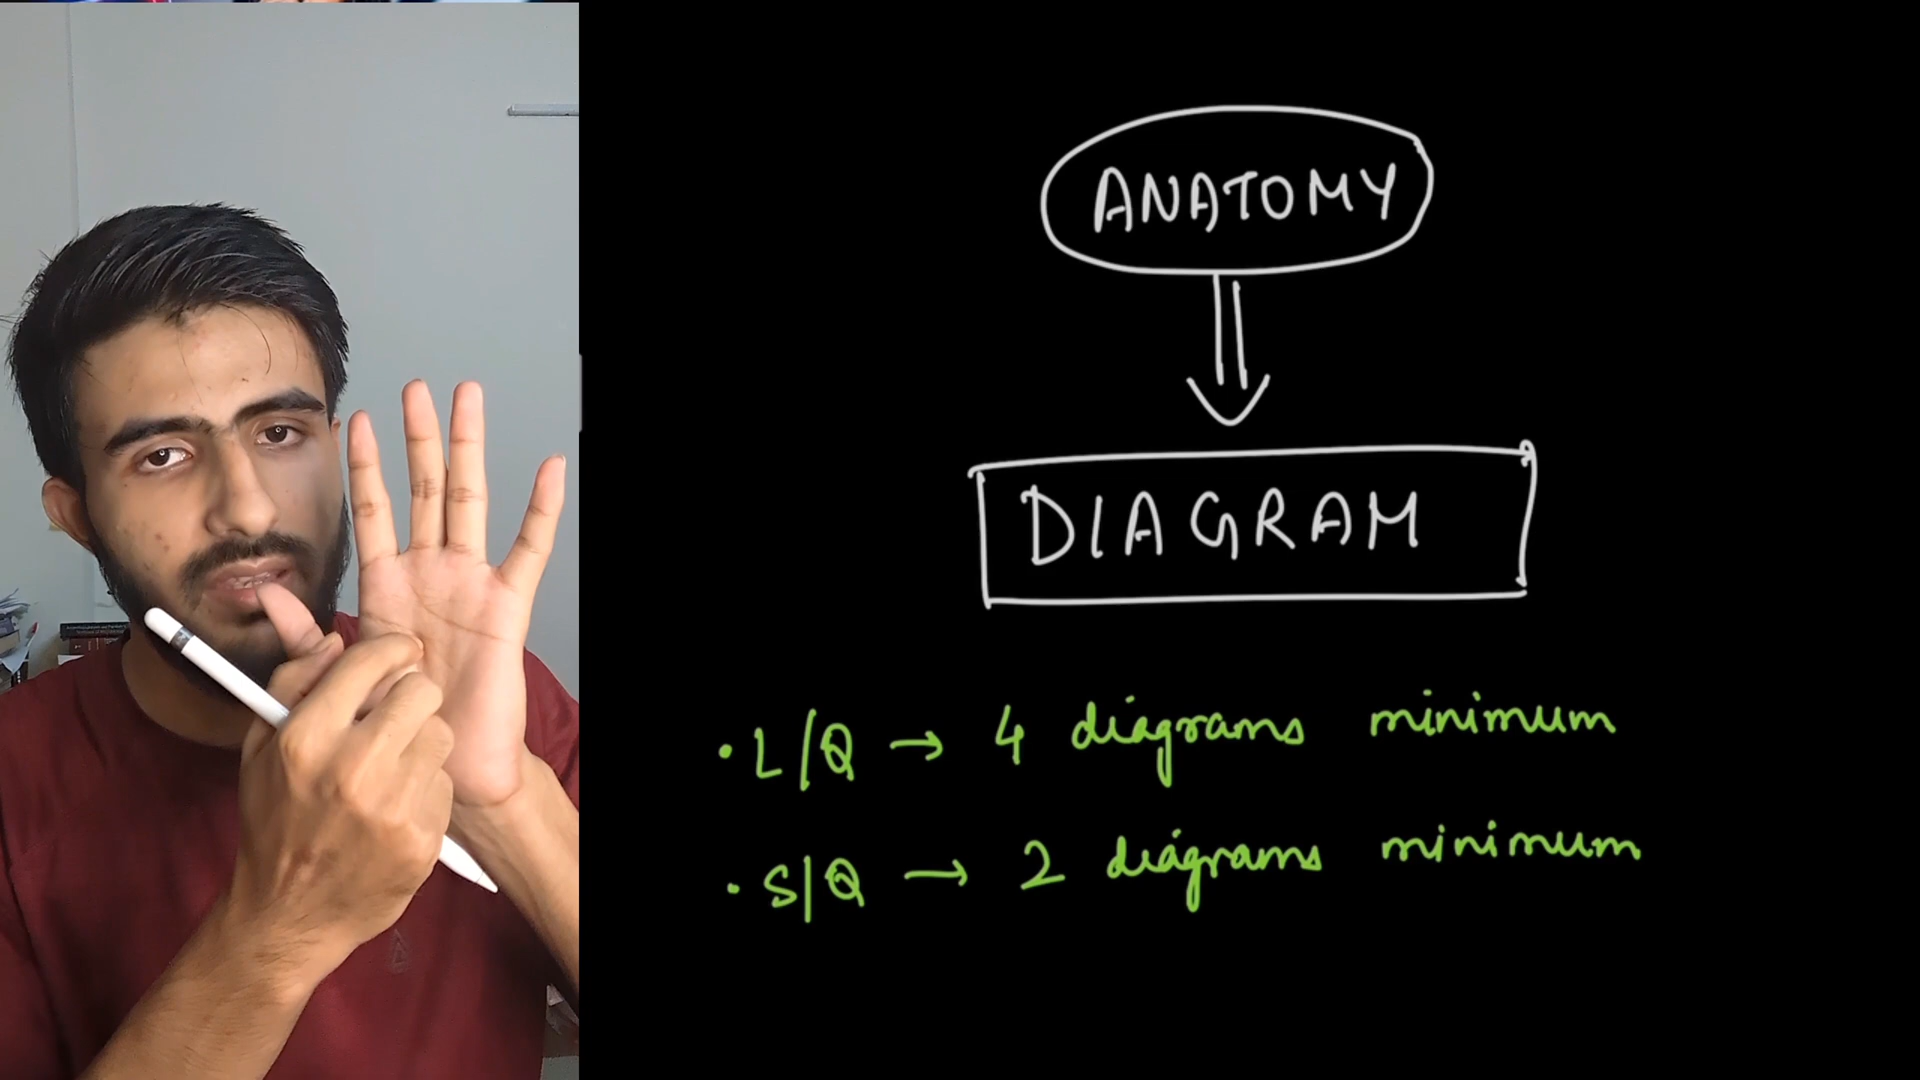 ANATOMY
DIAGRAM
• L/Q → 4 diagrams minimum
• S/Q → 2 diagrams minimum